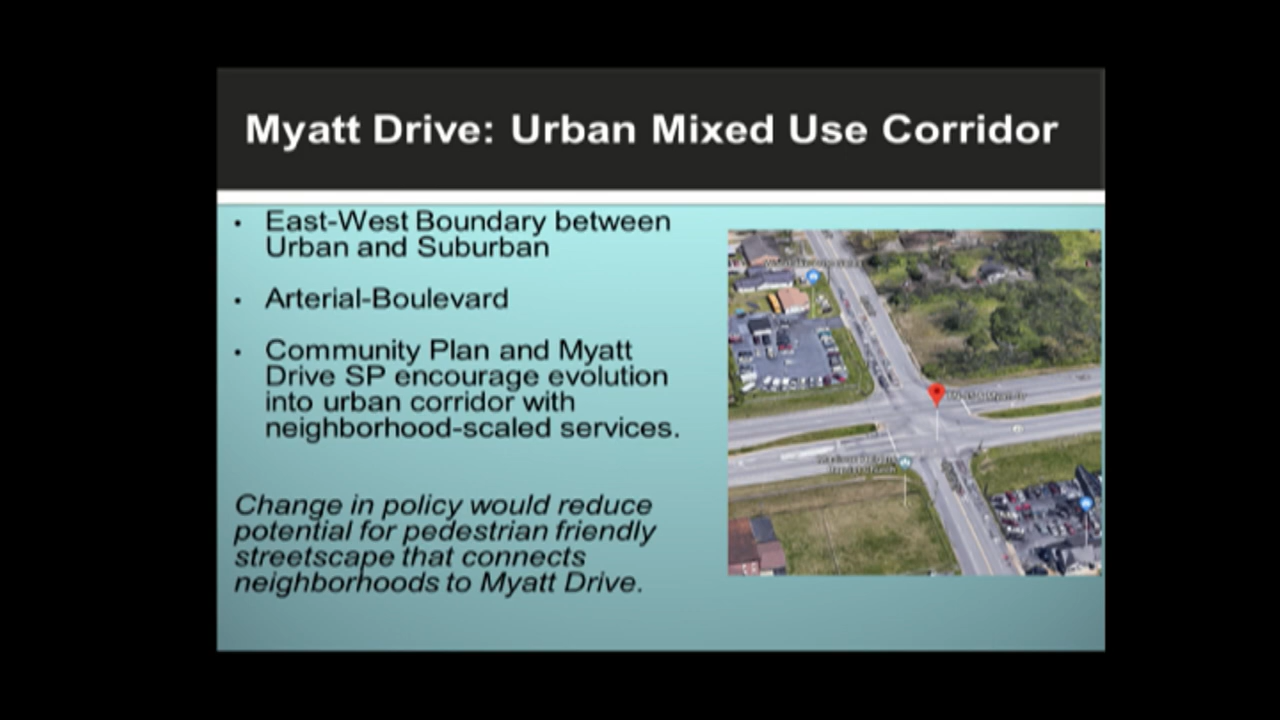 Myatt Drive: Urban Mixed Use Corridor
• East-West Boundary between
Urban and Suburban
• Arterial-Boulevard
• Community Plan and Myatt
Drive SP encourage evolution
into urban corridor with
neighborhood-scaled services.
Change in policy would reduce
potential for pedestrian friendly
streetscape that connects
neighborhoods to Myatt Drive.